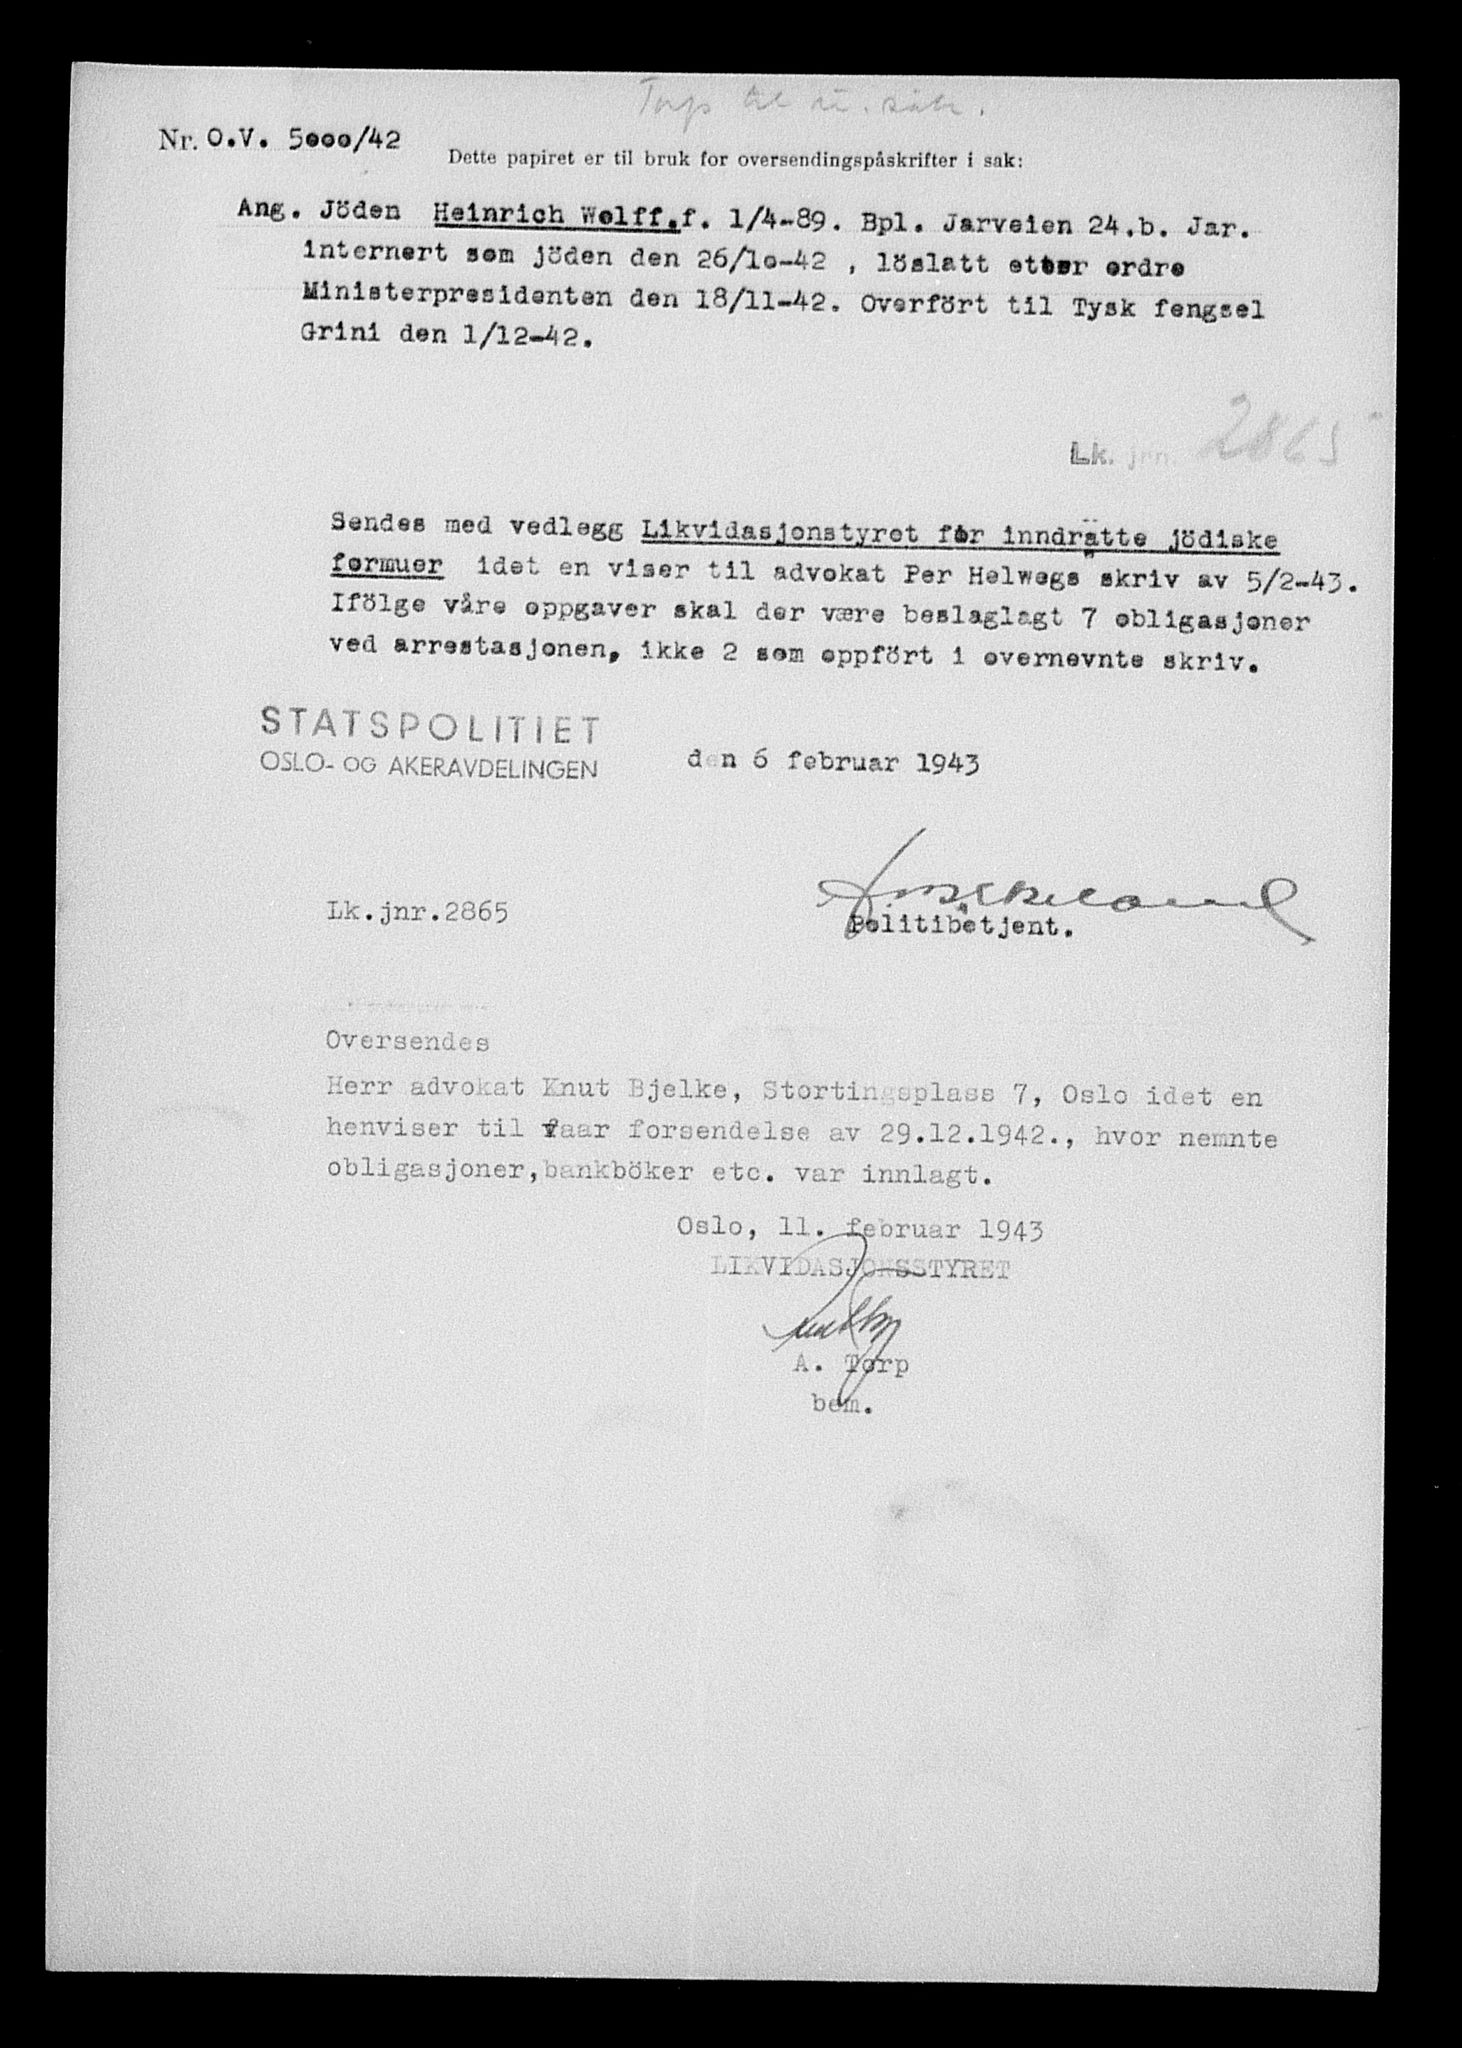 Torp
Nr. O.V. 5000/42
Dette papiret er til bruk for oversendingspåskrifter i sak:
Ang. Jöden Heinrich Wolff.f. 1/4-89. Bpl. Jarveien 24.b. Jar.
internert som jöden den 26/10-42 , löslatt etter ordre
Ministerpresidenten den 18/11-42. Overfört til Tysk fengsel
Grini den 1/12-42.
Lk. jnr. 2865
Sendes med vedlegg Likvidasjonstyret for inndrätte jödiske
formuer idet en viser til advokat Per Helwegs skriv av 5/2-43.
Ifölge våre oppgaver skal der være beslaglagt 7 obligasjoner
ved arrestasjonen, ikke 2 som oppfört i overnevnte skriv.
STATSPOLITIET
OSLO- OG AKERAVDELINGEN
den 6 februar 1943
Lk.jnr.2865
Politibetjent.
Oversendes
Herr advokat Knut Bjelke, Stortingsplass 7, Oslo idet en
henviser til vaar forsendelse av 29.12.1942., hvor nemnte
obligasjoner,bankböker etc. var innlagt.
Oslo, 11. februar 1943
LIKVIDASJONSSTYRET
A. Torp
bem.